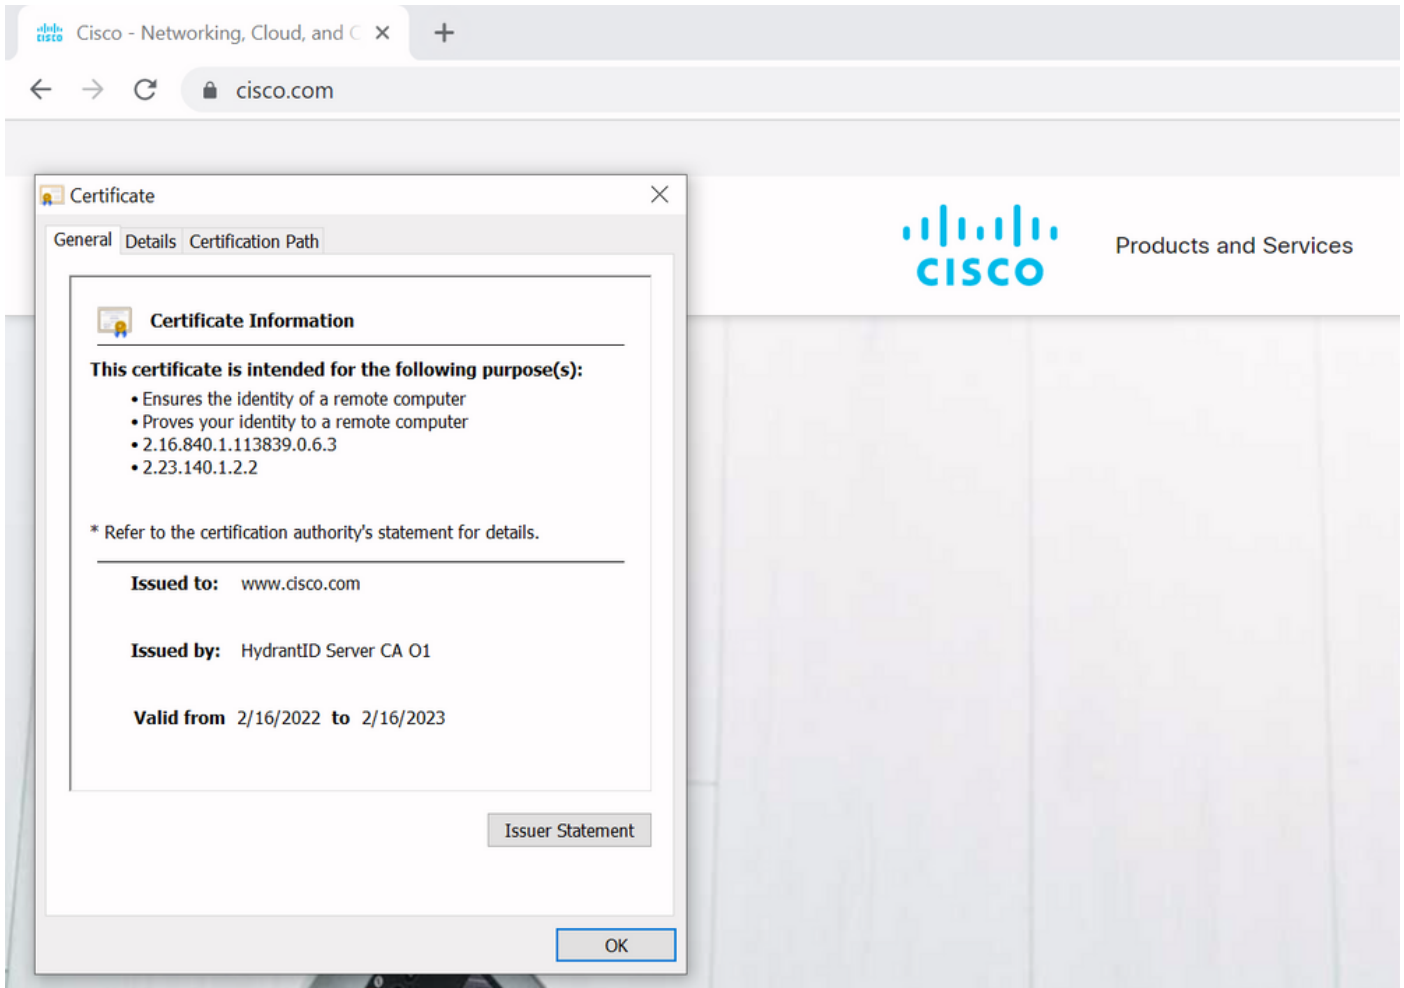 CISCO
Cisco - Networking, Cloud, and C
cisco.com
Certificate
General Details Certification Path
Certificate Information
This certificate is intended for the following purpose(s):
• Ensures the identity of a remote computer
• Proves your identity to a remote computer
• 2.16.840.1.113839.0.6.3
• 2.23.140.1.2.2
* Refer to the certification authority's statement for details.
Issued to: www.cisco.com
Issued by: HydrantID Server CA O1
Valid from 2/16/2022 to 2/16/2023
Issuer Statement
OK
CISCO
Products and Services